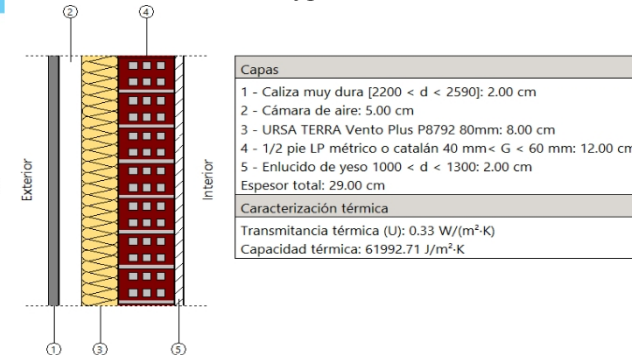 2
4
Exterior
Interior
1
3
5
Capas
1 - Caliza muy dura [2200 < d < 2590]: 2.00 cm
2 - Cámara de aire: 5.00 cm
3 - URSA TERRA Vento Plus P8792 80mm: 8.00 cm
4 - 1/2 pie LP métrico o catalán 40 mm< G < 60 mm: 12.00 cm
5 - Enlucido de yeso 1000 < d < 1300: 2.00 cm
Espesor total: 29.00 cm
Caracterización térmica
Transmitancia térmica (U): 0.33 W/(m²·K)
Capacidad térmica: 61992.71 J/m²·K